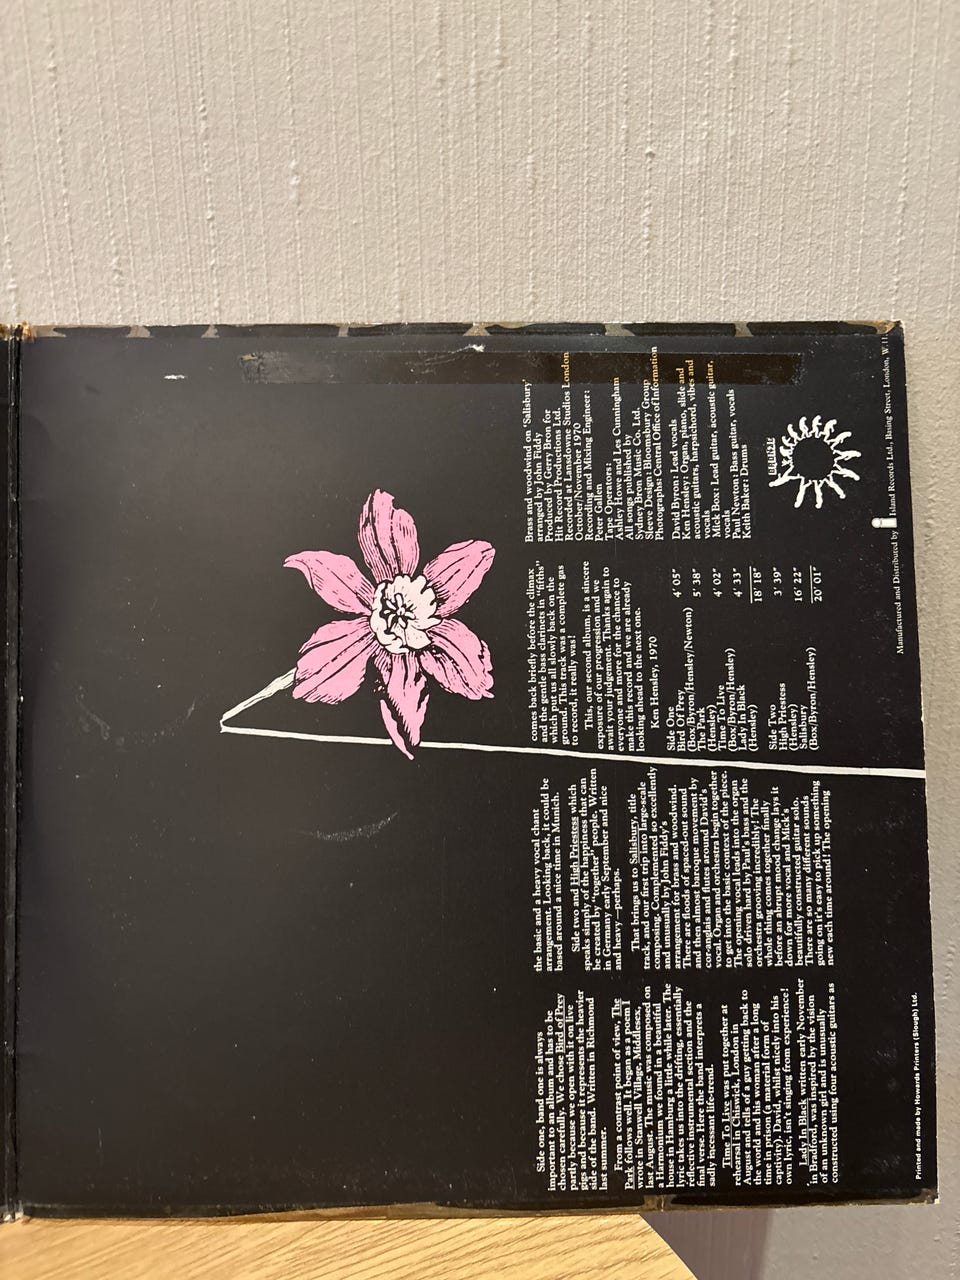 Side one, band one is always
important to an album and has to be
chosen carefully. We chose Bird of Prey
partly because we open with it on live
gigs and because it represents the heavier
side of the band. Written in Richmond
last summer.
From a contrast point of view, The
Park follows well. It began as a poem I
wrote in Stanwell Village, Middlesex,
last August. The music was composed on
a Harmonium we found in a beautiful
house in Hamburg a little while later. The
lyric takes us into the drifting, essentially
reflective instrumental section and the
final verse. Here the band interprets a
sadly incessant life-trend.
Time To Live was put together at
rehearsal in Chiswick, London in
August and tells of a guy getting back to
the world and his woman after a long
time in prison (a material form of
captivity). David, whilst nicely into his
own lyric, isn't singing from experience!
Lady In Black written early November
in Bradford, was inspired by the vision
of an unknown girl and is unusually
constructed using four acoustic guitars as
the basic and a heavy vocal chant
arrangement. Looking back, it could be
based around a nice time in Munich.
Side two and High Priestess which
speaks simply of the happiness that can
be created by "together" people. Written
in Germany early September and nice
and heavy—perhaps.
That brings us to Salisbury, title
track, and our first trip into large-scale
composing. Complemented so excellently
and unusually by John Fiddy's
arrangement for brass and woodwind.
There are floods of spaced-out sound
and then almost baroque movement by
cor-anglais and flutes around David's
vocal. Organ and orchestra begin together
to get into the basic context of the piece.
The opening vocal leads into the organ
solo driven hard by Paul's bass and the
orchestra grooving incredibly! The
whole thing comes together finally
before an abrupt mood change lays it
down for more vocal and Mick's
beautifully constructed guitar solo.
There are so many different sounds
going on it's easy to pick up something
new each time around! The opening
comes back briefly before the climax
and the gentle bass clarinets in "fifths"
which put us all slowly back on the
ground. This track was a complete gas
to record, it really was!
This, our second album, is a sincere
exposure of our progression and we
await your judgement. Thanks again to
everyone and more for the chance to
make this record and we are already
looking ahead to the next one.
Ken Hensley, 1970
Side One
Bird Of Prey 4' 05"
(Box/Byron/Hensley/Newton)
The Park 5' 38"
(Hensley)
Time To Live 4' 02"
(Box/Byron/Hensley)
Lady In Black 4' 33"
(Hensley) 18' 18"
Side Two
High Priestess 3' 39"
(Hensley)
Salisbury 16' 22"
(Box/Byron/Hensley) 20' 01"
Brass and woodwind on 'Salisbury'
arranged by John Fiddy
Produced by Gerry Bron for
Hit Record Productions Ltd.
Recorded at Lansdowne Studios London
October/November 1970
Recording and Mixing Engineer:
Peter Gallen
Tape Operators:
Ashley Howe and Les Cunningham
All songs published by
Sydney Bron Music Co. Ltd.
Sleeve Design: Bloomsbury Group
Photographs: Central Office of Information
David Byron: Lead vocals
Ken Hensley: Organ, piano, slide and
acoustic guitars, harpsichord, vibes and
vocals
Mick Box: Lead guitar, acoustic guitar,
vocals
Paul Newton: Bass guitar, vocals
Keith Baker: Drums
Printed and made by Howards Printers (Slough) Ltd.
Manufactured and Distributed by i Island Records Ltd., Basing Street, London, W.11